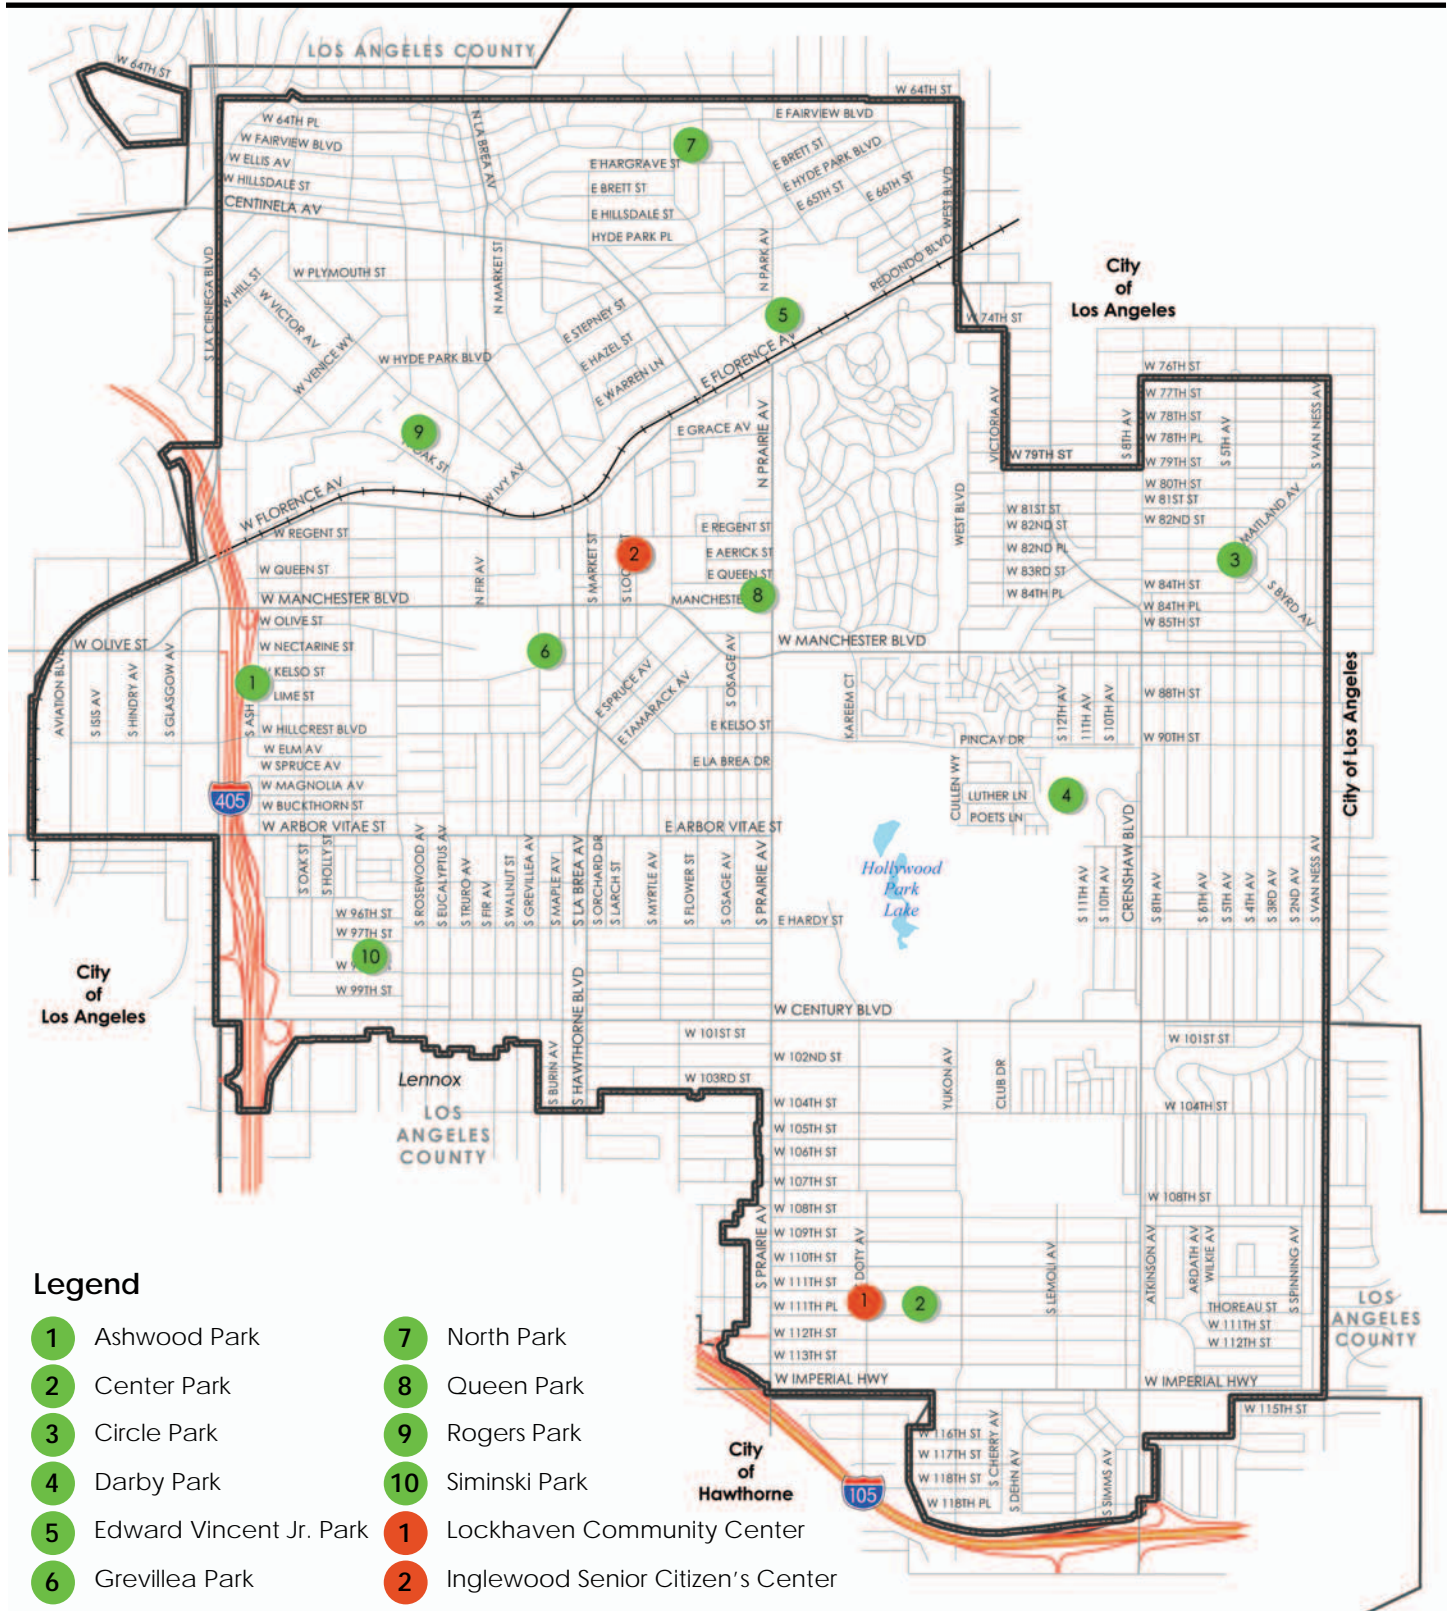 LOS ANGELES COUNTY
W 64TH ST
W 64TH ST
E FAIRVIEW BLVD
W 64TH PL
W FAIRVIEW BLVD
W ELLIS AV
W HILLSDALE ST
CENTINELA AV
N LA BREA AV
7
E HARGRAVE ST
E BRETT ST
E HILLSDALE ST
HYDE PARK PL
E BRETT ST
E HYDE PARK BLVD
E 65TH ST
E 66TH ST
WEST BLVD
REDONDO BLVD
N PARK AV
N MARKET ST
S LA CIENEGA BLVD
W HILL ST
W VICTOR AV
W VENICE WY
W PLYMOUTH ST
W HYDE PARK BLVD
E STEPNEY ST
E HAZEL ST
E WARREN LN
5
E FLORENCE AV
W 74TH ST
City
of
Los Angeles
W 76TH ST
W 77TH ST
W 78TH ST
W 78TH PL
W 79TH ST
W 79TH ST
W 80TH ST
W 81ST ST
W 82ND ST
VICTORIA AV
S 8TH AV
S 5TH AV
S VAN NESS AV
MAITLAND AV
9
OAK ST
W IVY AV
E GRACE AV
N PRAIRIE AV
W FLORENCE AV
W REGENT ST
W QUEEN ST
W MANCHESTER BLVD
N FIR AV
S MARKET ST
2
E REGENT ST
E AERICK ST
E QUEEN ST
MANCHESTER
8
WEST BLVD
W 81ST ST
W 82ND ST
W 82ND PL
W 83RD ST
W 84TH PL
3
W 84TH ST
W 84TH PL
W 85TH ST
S BYRD AV
W OLIVE ST
W OLIVE ST
W NECTARINE ST
W KELSO ST
LIME ST
1
W HILLCREST BLVD
W ELM AV
W SPRUCE AV
W MAGNOLIA AV
W BUCKTHORN ST
W ARBOR VITAE ST
AVIATION BLVD
S ISIS AV
S HINDRY AV
S GLASGOW AV
405
6
E SPRUCE AV
E TAMARACK AV
S OSAGE AV
E KELSO ST
E LA BREA DR
E ARBOR VITAE ST
W MANCHESTER BLVD
KAREEM CT
PINCAY DR
S 12TH AV
11TH AV
S 10TH AV
W 88TH ST
W 90TH ST
City of Los Angeles
CULLEN WY
LUTHER LN
POETS LN
4
Hollywood
Park
Lake
S OAK ST
S HOLLY ST
S ROSEWOOD AV
S EUCALYPTUS AV
S TRURO AV
S FIR AV
S WALNUT ST
S GREVILLEA AV
S MAPLE AV
S LA BREA AV
S ORCHARD DR
S LARCH ST
S MYRTLE AV
S FLOWER ST
S OSAGE AV
S PRAIRIE AV
E HARDY ST
S 11TH AV
S 10TH AV
CRENSHAW BLVD
S 8TH AV
S 6TH AV
S 5TH AV
S 4TH AV
S 3RD AV
S 2ND AV
S VAN NESS AV
W 96TH ST
W 97TH ST
10
W 99TH ST
City
of
Los Angeles
Lennox
LOS
ANGELES
COUNTY
S BURIN AV
S HAWTHORNE BLVD
W CENTURY BLVD
W 101ST ST
W 102ND ST
W 103RD ST
W 104TH ST
W 105TH ST
W 106TH ST
W 107TH ST
W 108TH ST
W 109TH ST
W 110TH ST
W 111TH ST
W 111TH PL
W 112TH ST
W 113TH ST
W IMPERIAL HWY
YUKON AV
CLUB DR
W 101ST ST
W 104TH ST
W 108TH ST
S PRAIRIE AV
DOTY AV
1
2
S LEMOLI AV
ATKINSON AV
ARDATH AV
WILKIE AV
S SPINNING AV
THOREAU ST
W 111TH ST
W 112TH ST
LOS
ANGELES
COUNTY
W IMPERIAL HWY
W 115TH ST
W 116TH ST
W 117TH ST
W 118TH ST
W 118TH PL
S CHERRY AV
S DEHN AV
S SIMMS AV
City
of
Hawthorne
105
Legend
1 Ashwood Park
2 Center Park
3 Circle Park
4 Darby Park
5 Edward Vincent Jr. Park
6 Grevillea Park
7 North Park
8 Queen Park
9 Rogers Park
10 Siminski Park
1 Lockhaven Community Center
2 Inglewood Senior Citizen's Center